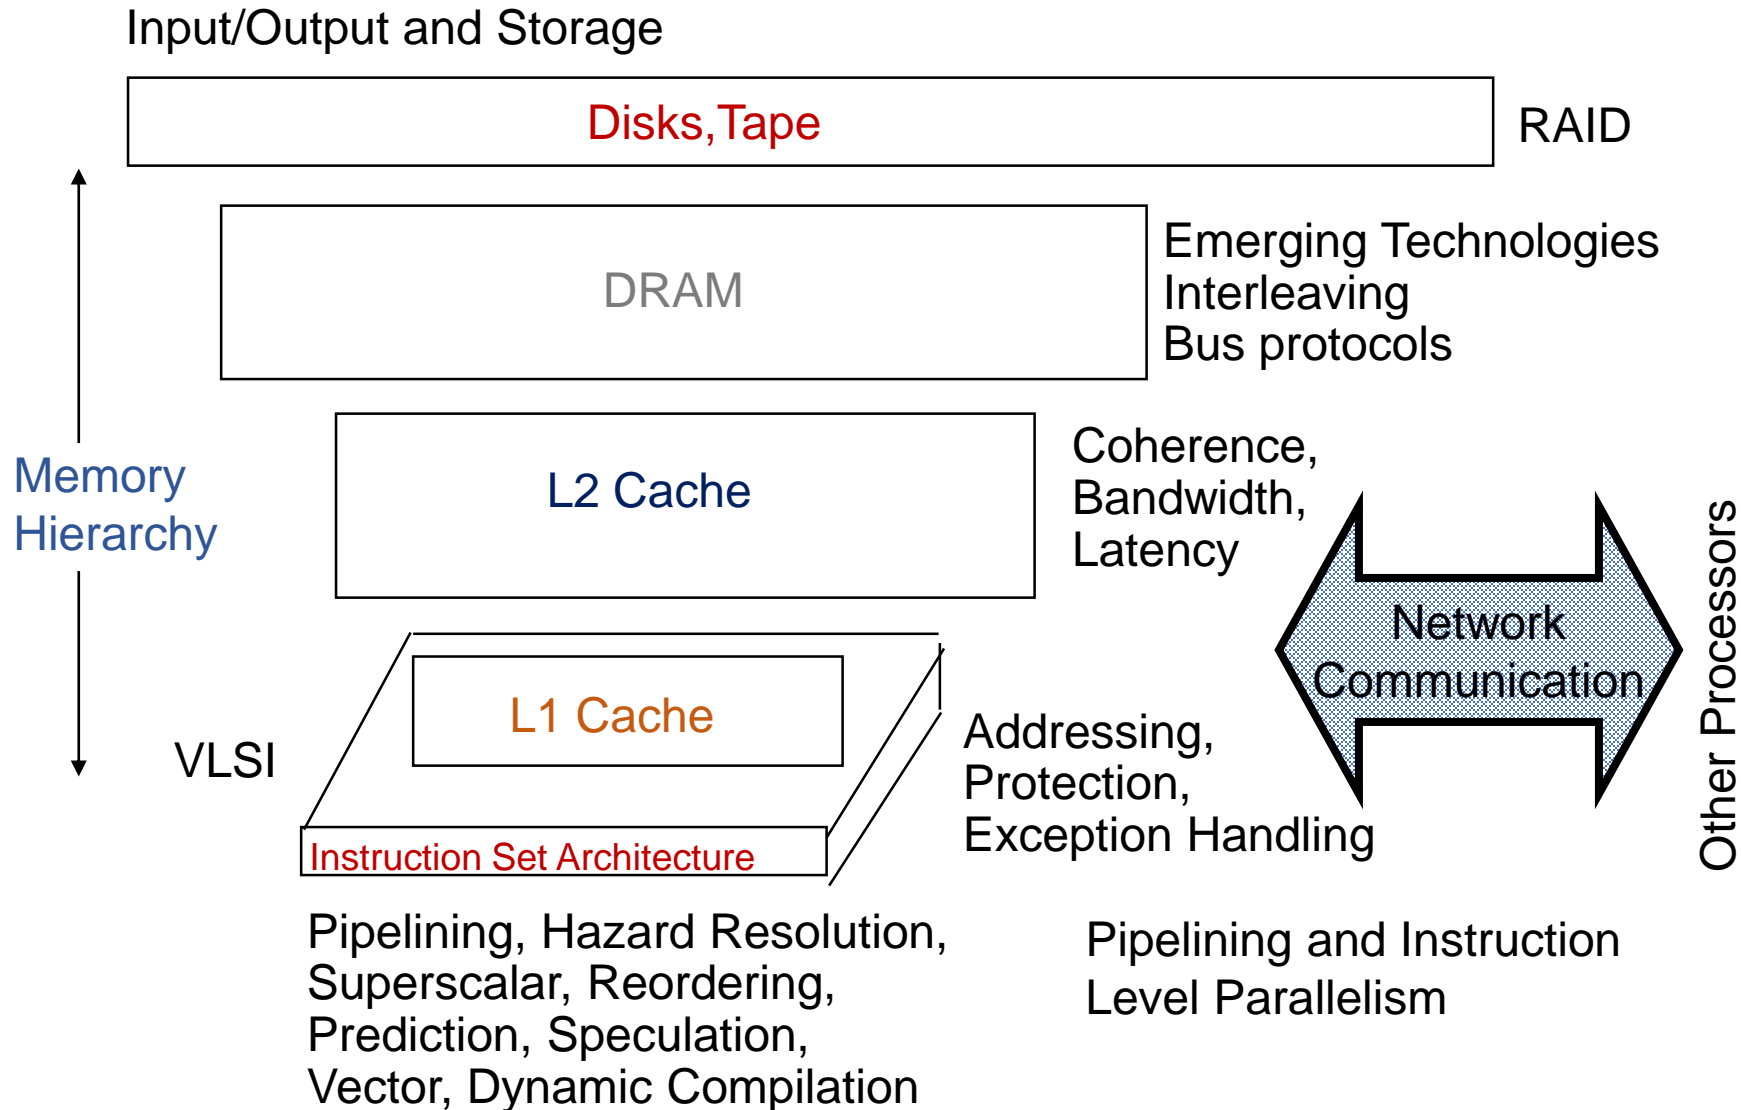 Input/Output and Storage
Disks,Tape
RAID
DRAM
Emerging Technologies
Interleaving
Bus protocols
Memory
Hierarchy
L2 Cache
Coherence,
Bandwidth,
Latency
Network
Communication
Other Processors
L1 Cache
VLSI
Addressing,
Protection,
Exception Handling
Instruction Set Architecture
Pipelining, Hazard Resolution,
Superscalar, Reordering,
Prediction, Speculation,
Vector, Dynamic Compilation
Pipelining and Instruction
Level Parallelism